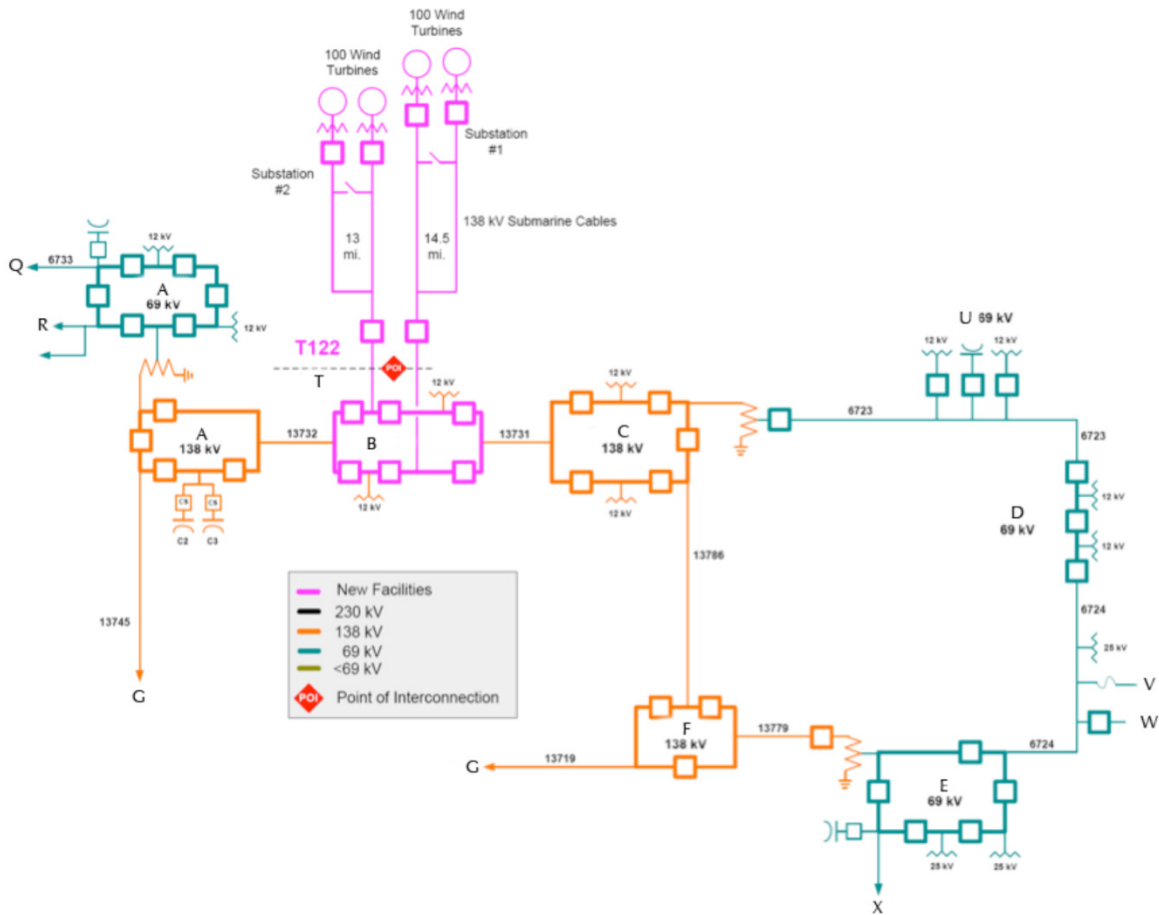 100 Wind
Turbines
100 Wind
Turbines
Substation
#1
Substation
#2
138 kV Submarine Cables
13
mi.
14.5
mi.
12 kV
Q
6733
A
69 kV
R
12 kV
U 69 kV
12 kV
12 kV
T122
POI
T
12 kV
12 kV
6723
6723
A
138 kV
13732
B
13731
C
138 kV
12 kV
D
69 kV
12 kV
12 kV
CS
CS
C2
C3
12 kV
12 kV
13786
New Facilities
230 kV
138 kV
69 kV
<69 kV
POI
Point of Interconnection
13745
G
6724
25 kV
V
W
F
138 kV
13779
6724
G
13719
E
69 kV
25 kV
25 kV
X